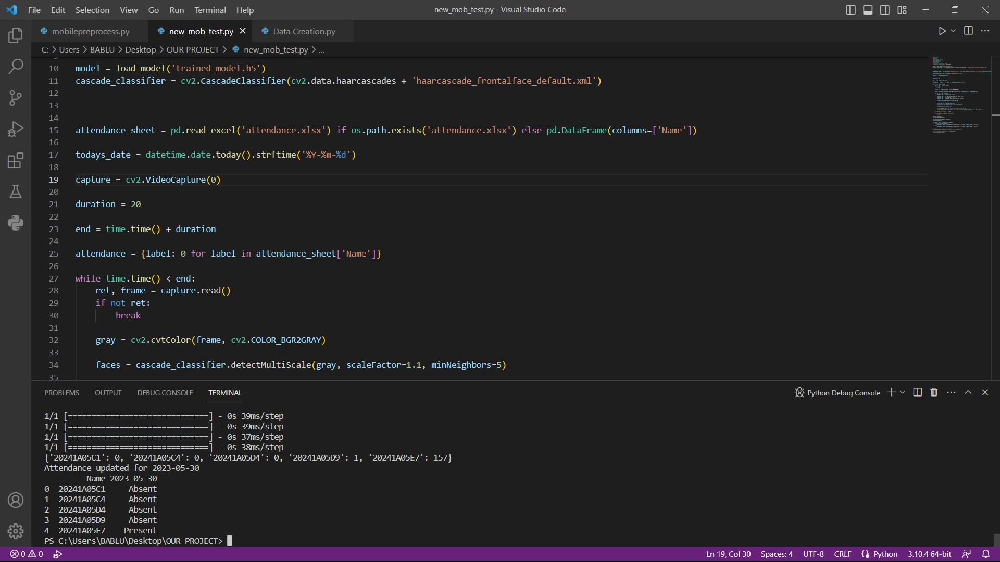 File Edit Selection View Go Run Terminal Help new_mob_test.py - Visual Studio Code
mobilepreprocess.py new_mob_test.py Data Creation.py
C: > Users > BABLU > Desktop > OUR PROJECT > new_mob_test.py > ...
10 model = load_model('trained_model.h5')
11 cascade_classifier = cv2.CascadeClassifier(cv2.data.haarcascades + 'haarcascade_frontalface_default.xml')
12
13
14
15 attendance_sheet = pd.read_excel('attendance.xlsx') if os.path.exists('attendance.xlsx') else pd.DataFrame(columns=['Name'])
16
17 todays_date = datetime.date.today().strftime('%Y-%m-%d')
18
19 capture = cv2.VideoCapture(0)
20
21 duration = 20
22
23 end = time.time() + duration
24
25 attendance = {label: 0 for label in attendance_sheet['Name']}
26
27 while time.time() < end:
28 ret, frame = capture.read()
29 if not ret:
30 break
31
32 gray = cv2.cvtColor(frame, cv2.COLOR_BGR2GRAY)
33
34 faces = cascade_classifier.detectMultiScale(gray, scaleFactor=1.1, minNeighbors=5)
35
PROBLEMS OUTPUT DEBUG CONSOLE TERMINAL Python Debug Console
1/1 [==============================] - 0s 39ms/step
1/1 [==============================] - 0s 39ms/step
1/1 [==============================] - 0s 37ms/step
1/1 [==============================] - 0s 38ms/step
{'20241A05C1': 0, '20241A05C4': 0, '20241A05D4': 0, '20241A05D9': 1, '20241A05E7': 157}
Attendance updated for 2023-05-30
Name 2023-05-30
0 20241A05C1 Absent
1 20241A05C4 Absent
2 20241A05D4 Absent
3 20241A05D9 Absent
4 20241A05E7 Present
PS C:\Users\BABLU\Desktop\OUR PROJECT>
0 0 Ln 19, Col 30 Spaces: 4 UTF-8 CRLF Python 3.10.4 64-bit